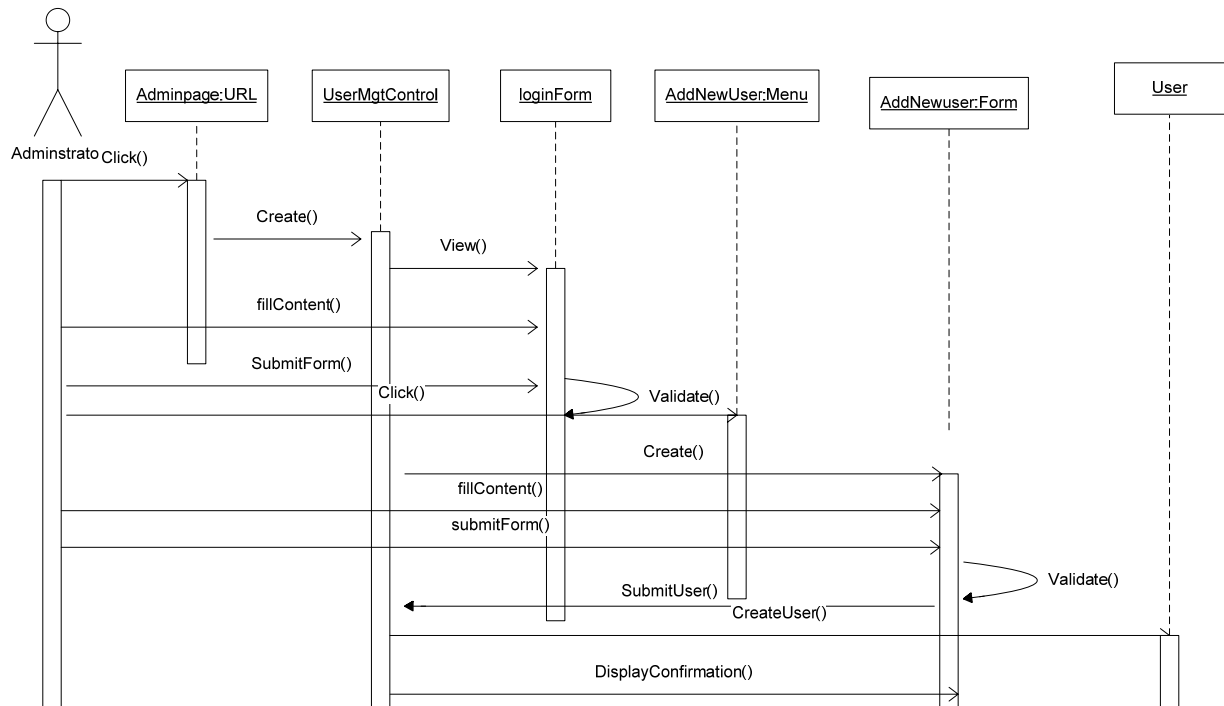 User
Adminpage:URL
UserMgtControl
loginForm
AddNewUser:Menu
AddNewuser:Form
Adminstrato
Click()
Create()
View()
fillContent()
SubmitForm()
Click()
Validate()
Create()
fillContent()
submitForm()
Validate()
SubmitUser()
CreateUser()
DisplayConfirmation()